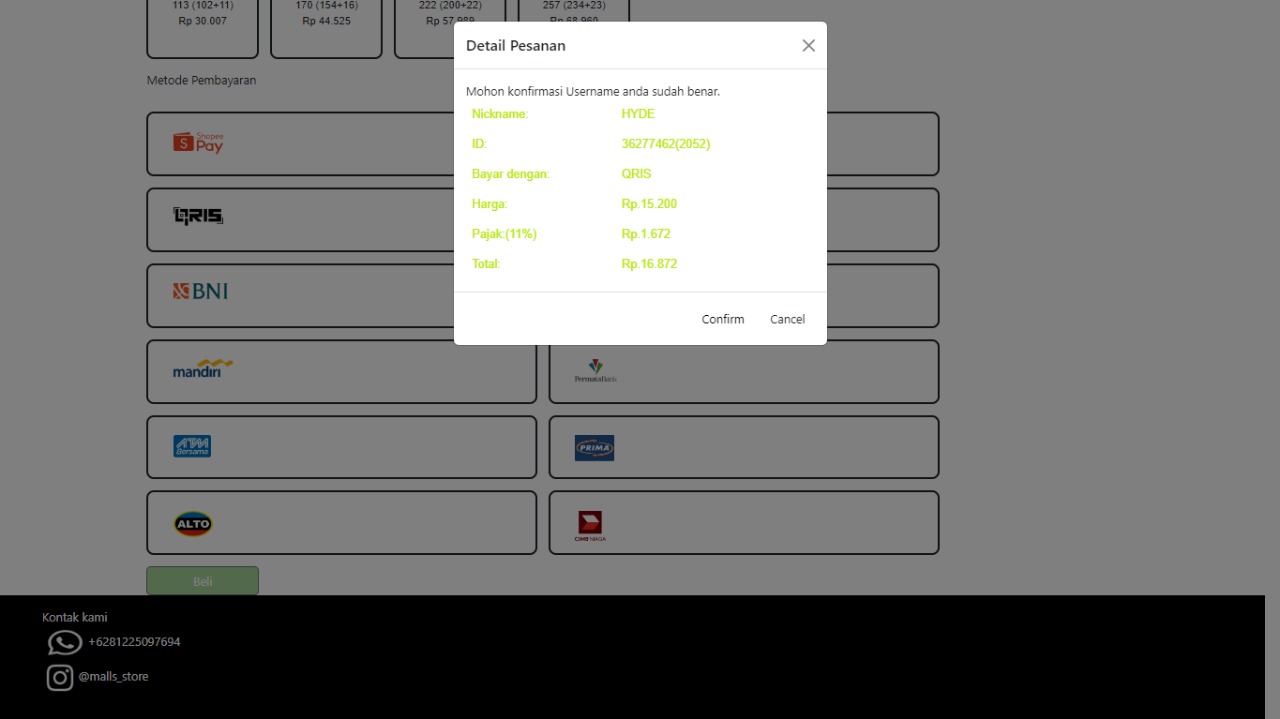 113 (102+11)
170 (154+16)
222 (200+22)
257 (234+23)
Rp 30.007
Rp 44.525
Rp 57.989
Rp 68.960
Detail Pesanan
Metode Pembayaran
Mohon konfirmasi Username anda sudah benar.
Nickname: HYDE
ID: 36277462(2052)
Bayar dengan: QRIS
Harga: Rp.15.200
Pajak:(11%) Rp.1.672
Total: Rp.16.872
Confirm Cancel
Shopee
Pay
QRIS
BNI
mandiri
PermataBank
ATM
Bersama
PRIMA
ALTO
CIMB NIAGA
Beli
Kontak kami
+6281225097694
@malls_store